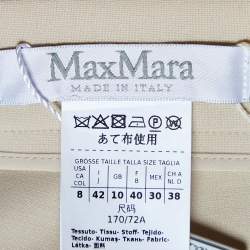 MaxMara
MADE IN ITALY
あて布使用
GRÖSSE TAILLE TALLA SIZE TAGLIA
USA CA I GB F B MEX CH NL D
8 42 10 40 30 38
尺码
170/72A
Tessuto- Tissu- Stoff- Tejido-
Tecido- Kumaş- Ткань- Fabric-
Latka- 面料